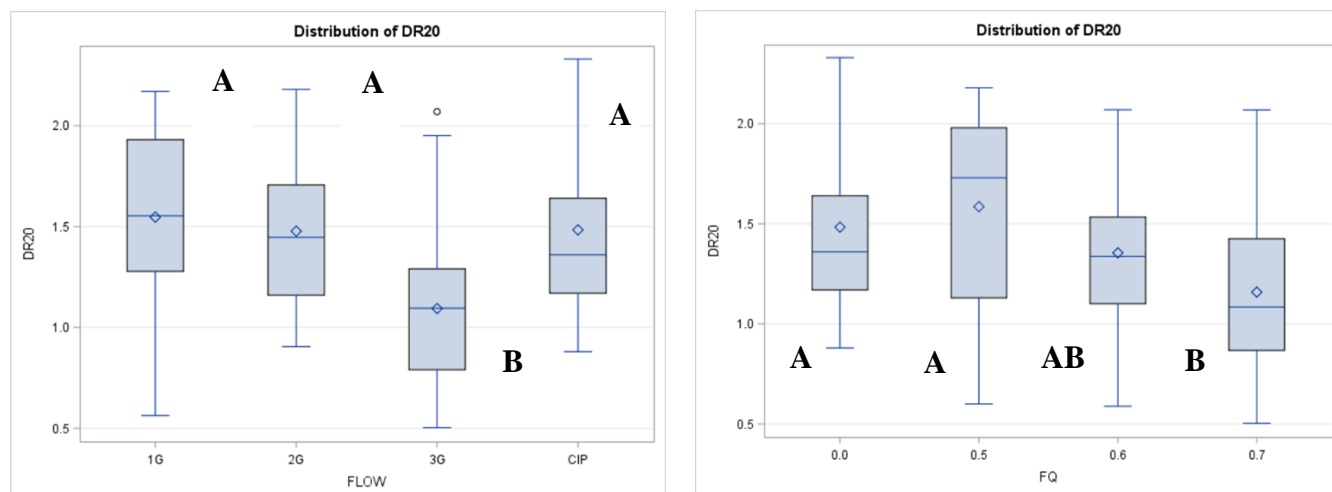 Distribution of DR20
A
A
A
2.0
1.5
DR20
1.0
B
0.5
1G
2G
3G
CIP
FLOW
Distribution of DR20
2.0
1.5
DR20
1.0
A
A
AB
B
0.5
0.0
0.5
0.6
0.7
FQ